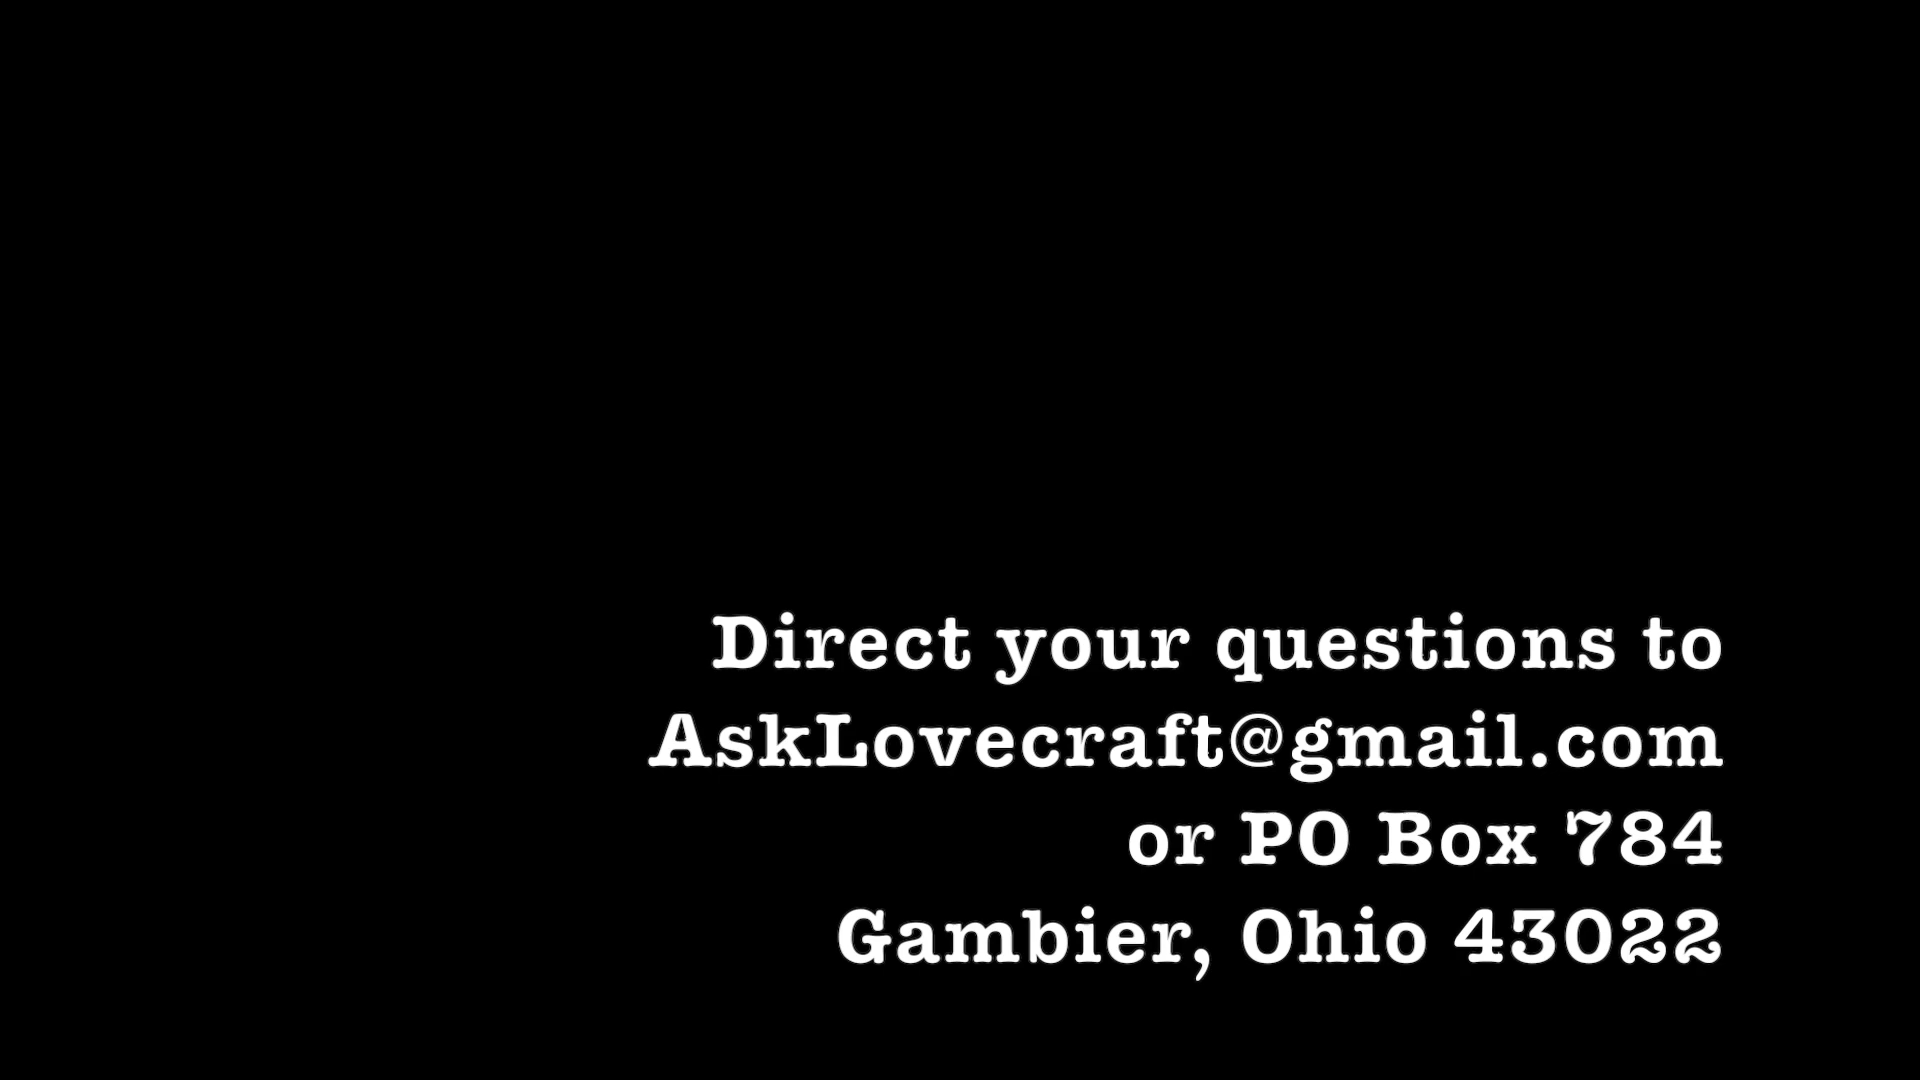 Direct your questions to
AskLovecraft@gmail.com
or PO Box 784
Gambier, Ohio 43022